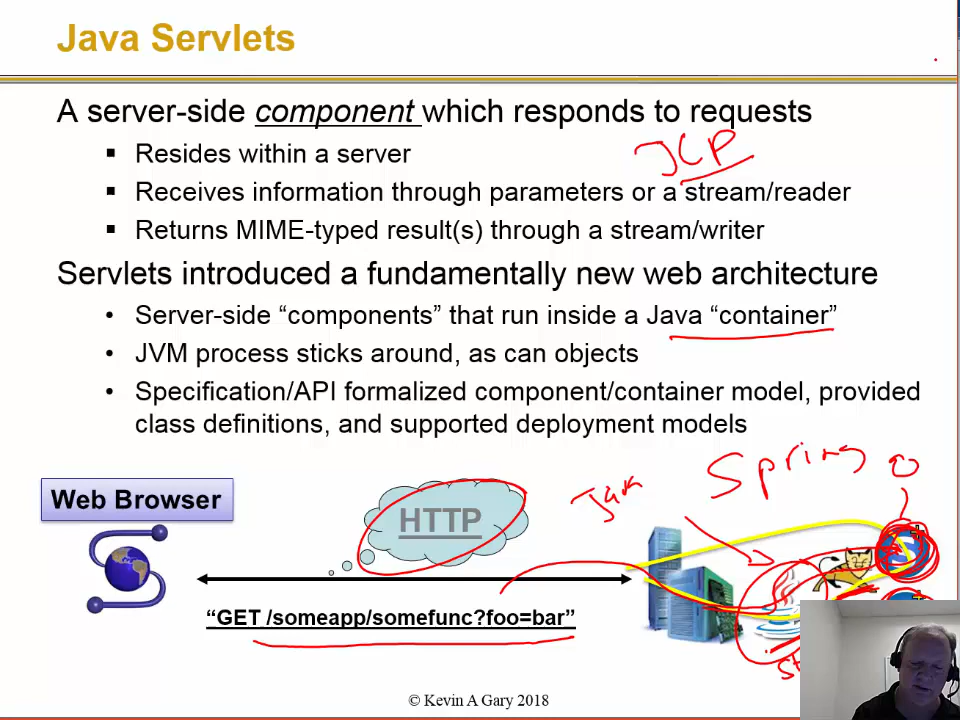 Java Servlets
A server-side component which responds to requests
▪ Resides within a server
JCP
▪ Receives information through parameters or a stream/reader
▪ Returns MIME-typed result(s) through a stream/writer
Servlets introduced a fundamentally new web architecture
• Server-side “components” that run inside a Java “container”
• JVM process sticks around, as can objects
• Specification/API formalized component/container model, provided
class definitions, and supported deployment models
Spring
Java
Web Browser
HTTP
“GET /someapp/somefunc?foo=bar”
© Kevin A Gary 2018